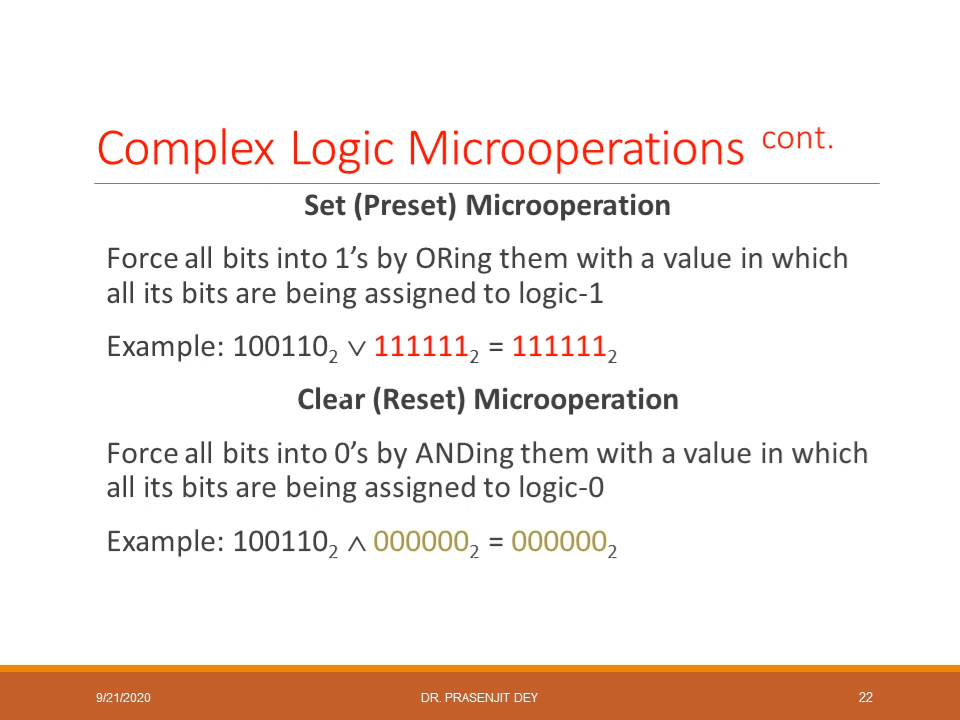 Complex Logic Microoperations cont.
Set (Preset) Microoperation
Force all bits into 1’s by ORing them with a value in which
all its bits are being assigned to logic-1
Example: 100110₂ ∨ 111111₂ = 111111₂
Clear (Reset) Microoperation
Force all bits into 0’s by ANDing them with a value in which
all its bits are being assigned to logic-0
Example: 100110₂ ∧ 000000₂ = 000000₂
9/21/2020 DR. PRASENJIT DEY 22